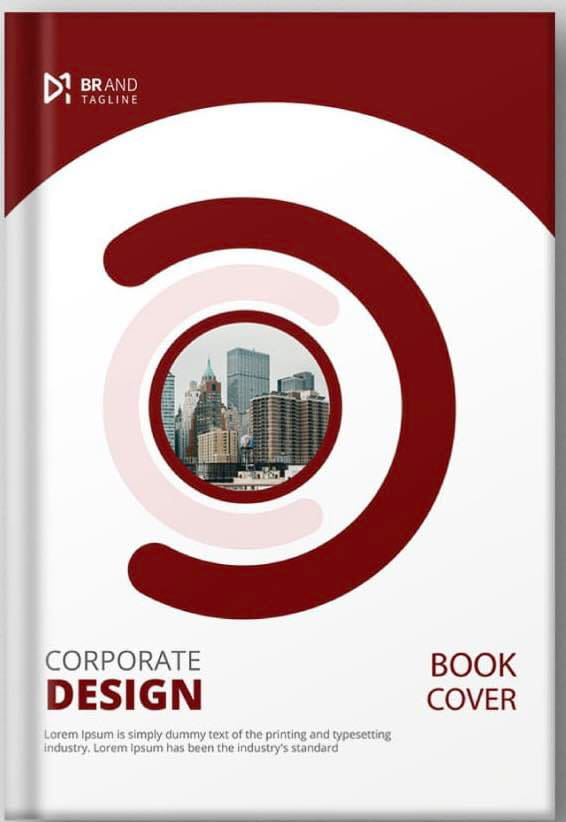 BRAND
TAGLINE
CORPORATE
DESIGN
BOOK
COVER
Lorem Ipsum is simply dummy text of the printing and typesetting
industry. Lorem Ipsum has been the industry's standard